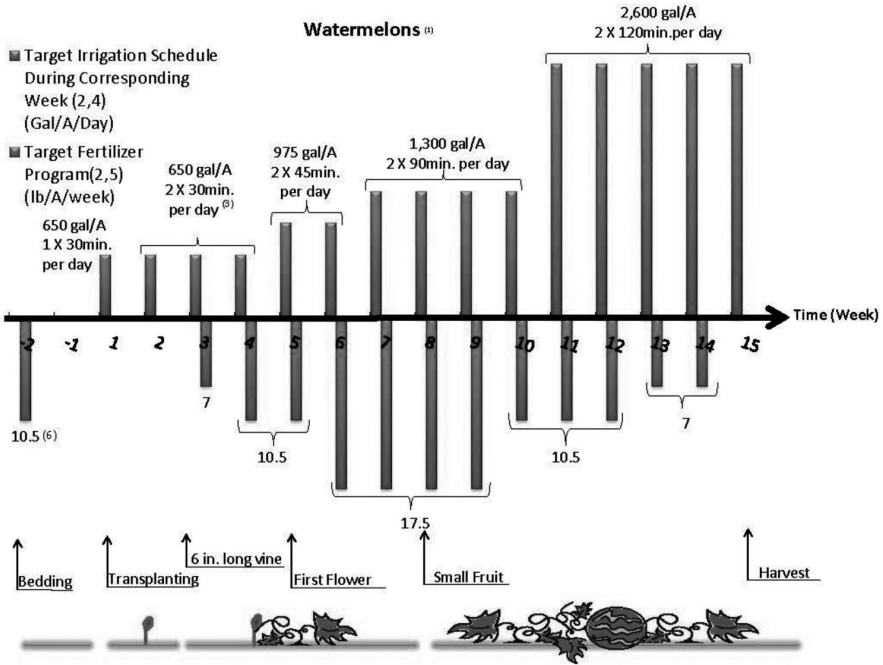 Watermelons (1)
Target Irrigation Schedule
During Corresponding
Week (2,4)
(Gal/A/Day)
Target Fertilizer
Program(2,5)
(lb/A/week)
650 gal/A
1 X 30min.
per day
650 gal/A
2 X 30min.
per day (3)
975 gal/A
2 X 45min.
per day
1,300 gal/A
2 X 90min. per day
2,600 gal/A
2 X 120min.per day
Time (Week)
-2 -1 1 2 3 4 5 6 7 8 9 10 11 12 13 14 15
10.5 (6)
7
10.5
17.5
10.5
7
Bedding
Transplanting
6 in. long vine
First Flower
Small Fruit
Harvest